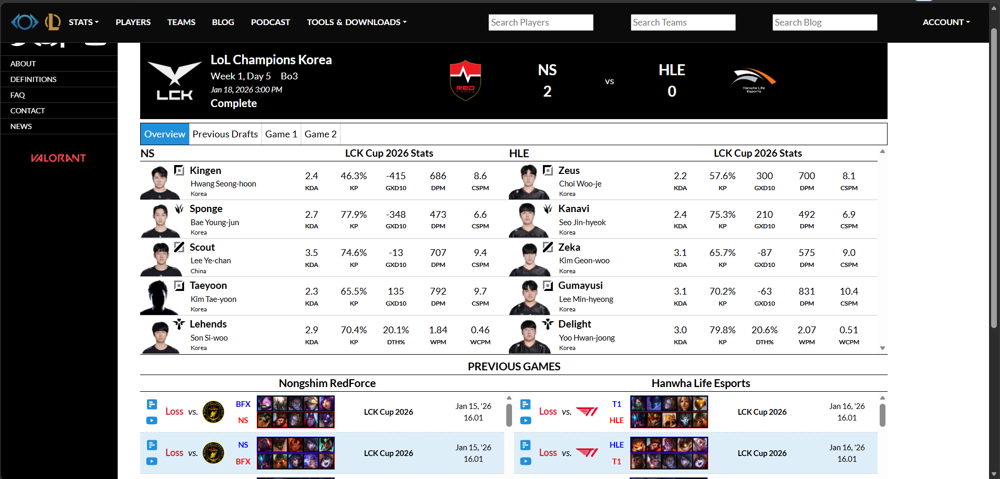 STATS
PLAYERS
TEAMS
BLOG
PODCAST
TOOLS & DOWNLOADS
Search Players
Search Teams
Search Blog
ACCOUNT
ABOUT
DEFINITIONS
FAQ
CONTACT
NEWS
VALORANT
LCK
LoL Champions Korea
Week 1, Day 5 Bo3
Jan 18, 2026 3:00 PM
Complete
RED
FORCE
NS
2
vs
HLE
0
Hanwha Life
Esports
Overview
Previous Drafts
Game 1
Game 2
NS LCK Cup 2026 Stats
Kingen
Hwang Seong-hoon
Korea
2.4 46.3% -415 686 8.6
KDA KP GXD10 DPM CSPM
Sponge
Bae Young-jun
Korea
2.7 77.9% -348 473 6.6
KDA KP GXD10 DPM CSPM
Scout
Lee Ye-chan
China
3.5 74.6% -13 707 9.4
KDA KP GXD10 DPM CSPM
Taeyoon
Kim Tae-yoon
Korea
2.3 65.5% 135 792 9.7
KDA KP GXD10 DPM CSPM
Lehends
Son Si-woo
Korea
2.9 70.4% 20.1% 1.84 0.46
KDA KP DTH% WPM WCPM
HLE LCK Cup 2026 Stats
Zeus
Choi Woo-je
Korea
2.2 57.6% 300 700 8.1
KDA KP GXD10 DPM CSPM
Kanavi
Seo Jin-hyeok
Korea
2.4 75.3% 210 492 6.9
KDA KP GXD10 DPM CSPM
Zeka
Kim Geon-woo
Korea
3.1 65.7% -87 575 9.0
KDA KP GXD10 DPM CSPM
Gumayusi
Lee Min-hyeong
Korea
3.1 70.2% -63 831 10.4
KDA KP GXD10 DPM CSPM
Delight
Yoo Hwan-joong
Korea
3.0 79.8% 20.6% 2.07 0.51
KDA KP DTH% WPM WCPM
PREVIOUS GAMES
Nongshim RedForce
Loss vs.
BFX
NS
LCK Cup 2026
Jan 15, '26
16.01
Loss vs.
NS
BFX
LCK Cup 2026
Jan 15, '26
16.01
Hanwha Life Esports
Loss vs.
T1
HLE
LCK Cup 2026
Jan 16, '26
16.01
Loss vs.
HLE
T1
LCK Cup 2026
Jan 16, '26
16.01